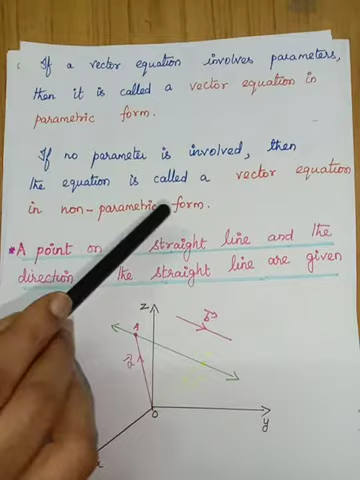 If a vector equation involves parameters,
then it is called a vector equation in
parametric form.
If no parameter is involved, then
the equation is called a vector equation
in non-parametric form.
*A point on straight line and the
direction the straight line are given
z
b
A
a
O
y